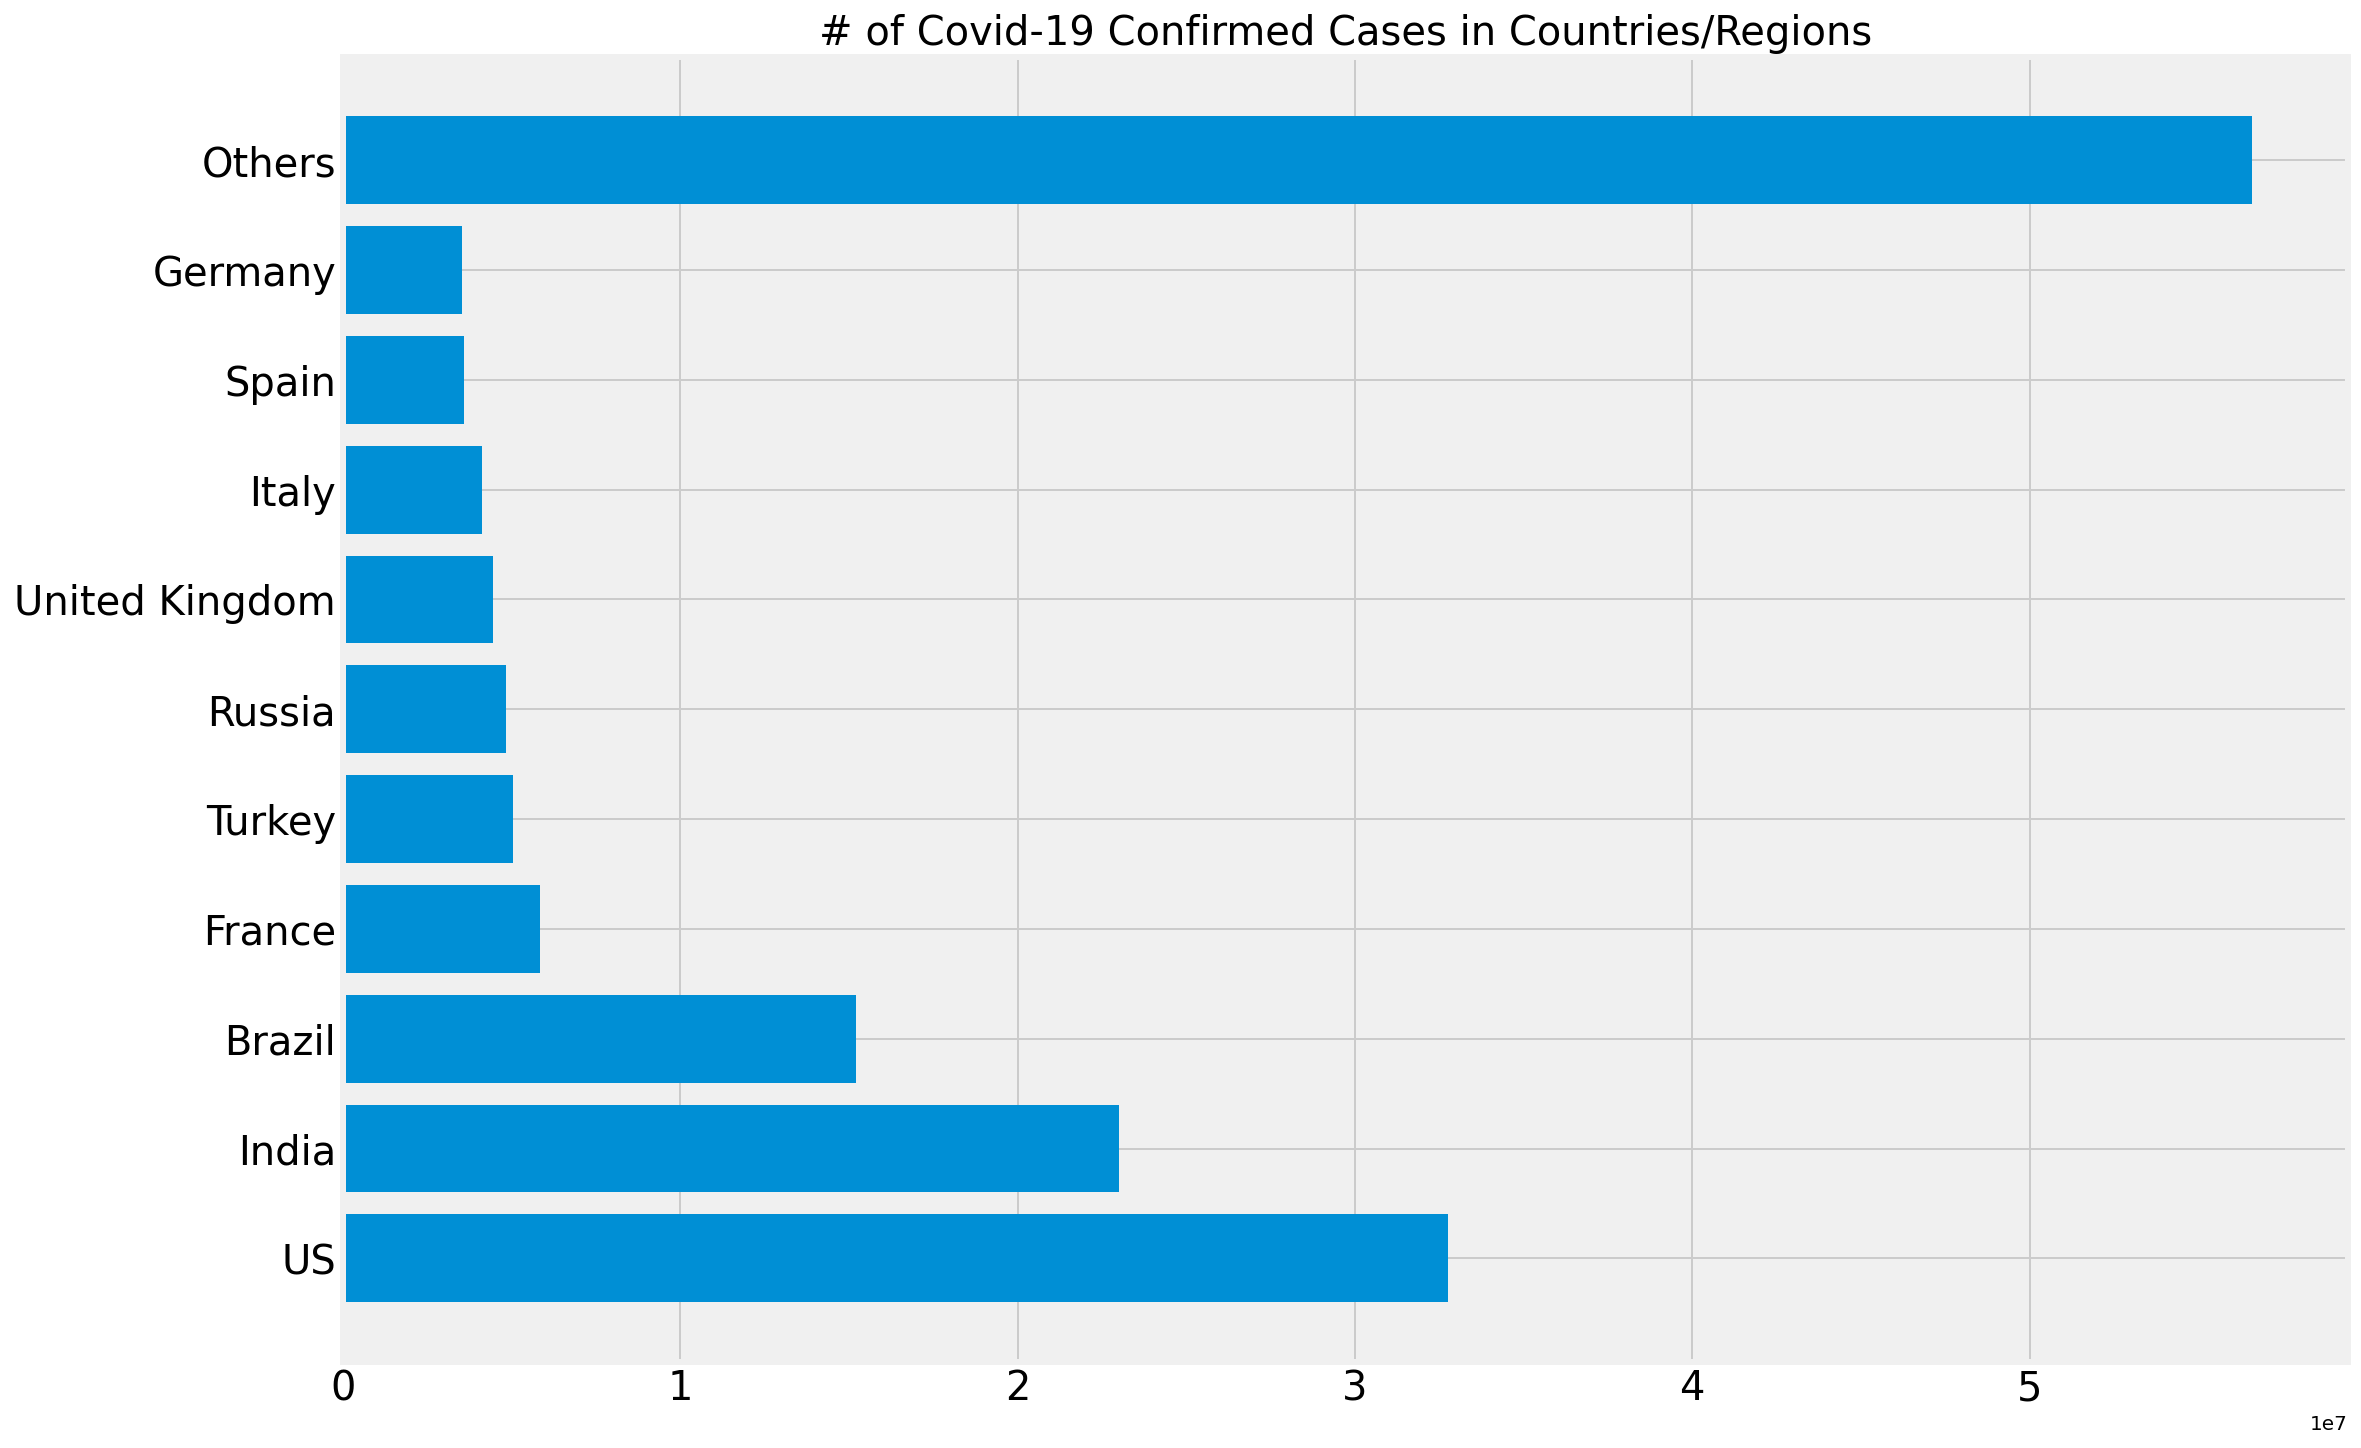 # of Covid-19 Confirmed Cases in Countries/Regions
Others
Germany
Spain
Italy
United Kingdom
Russia
Turkey
France
Brazil
India
US
0 1 2 3 4 5
1e7